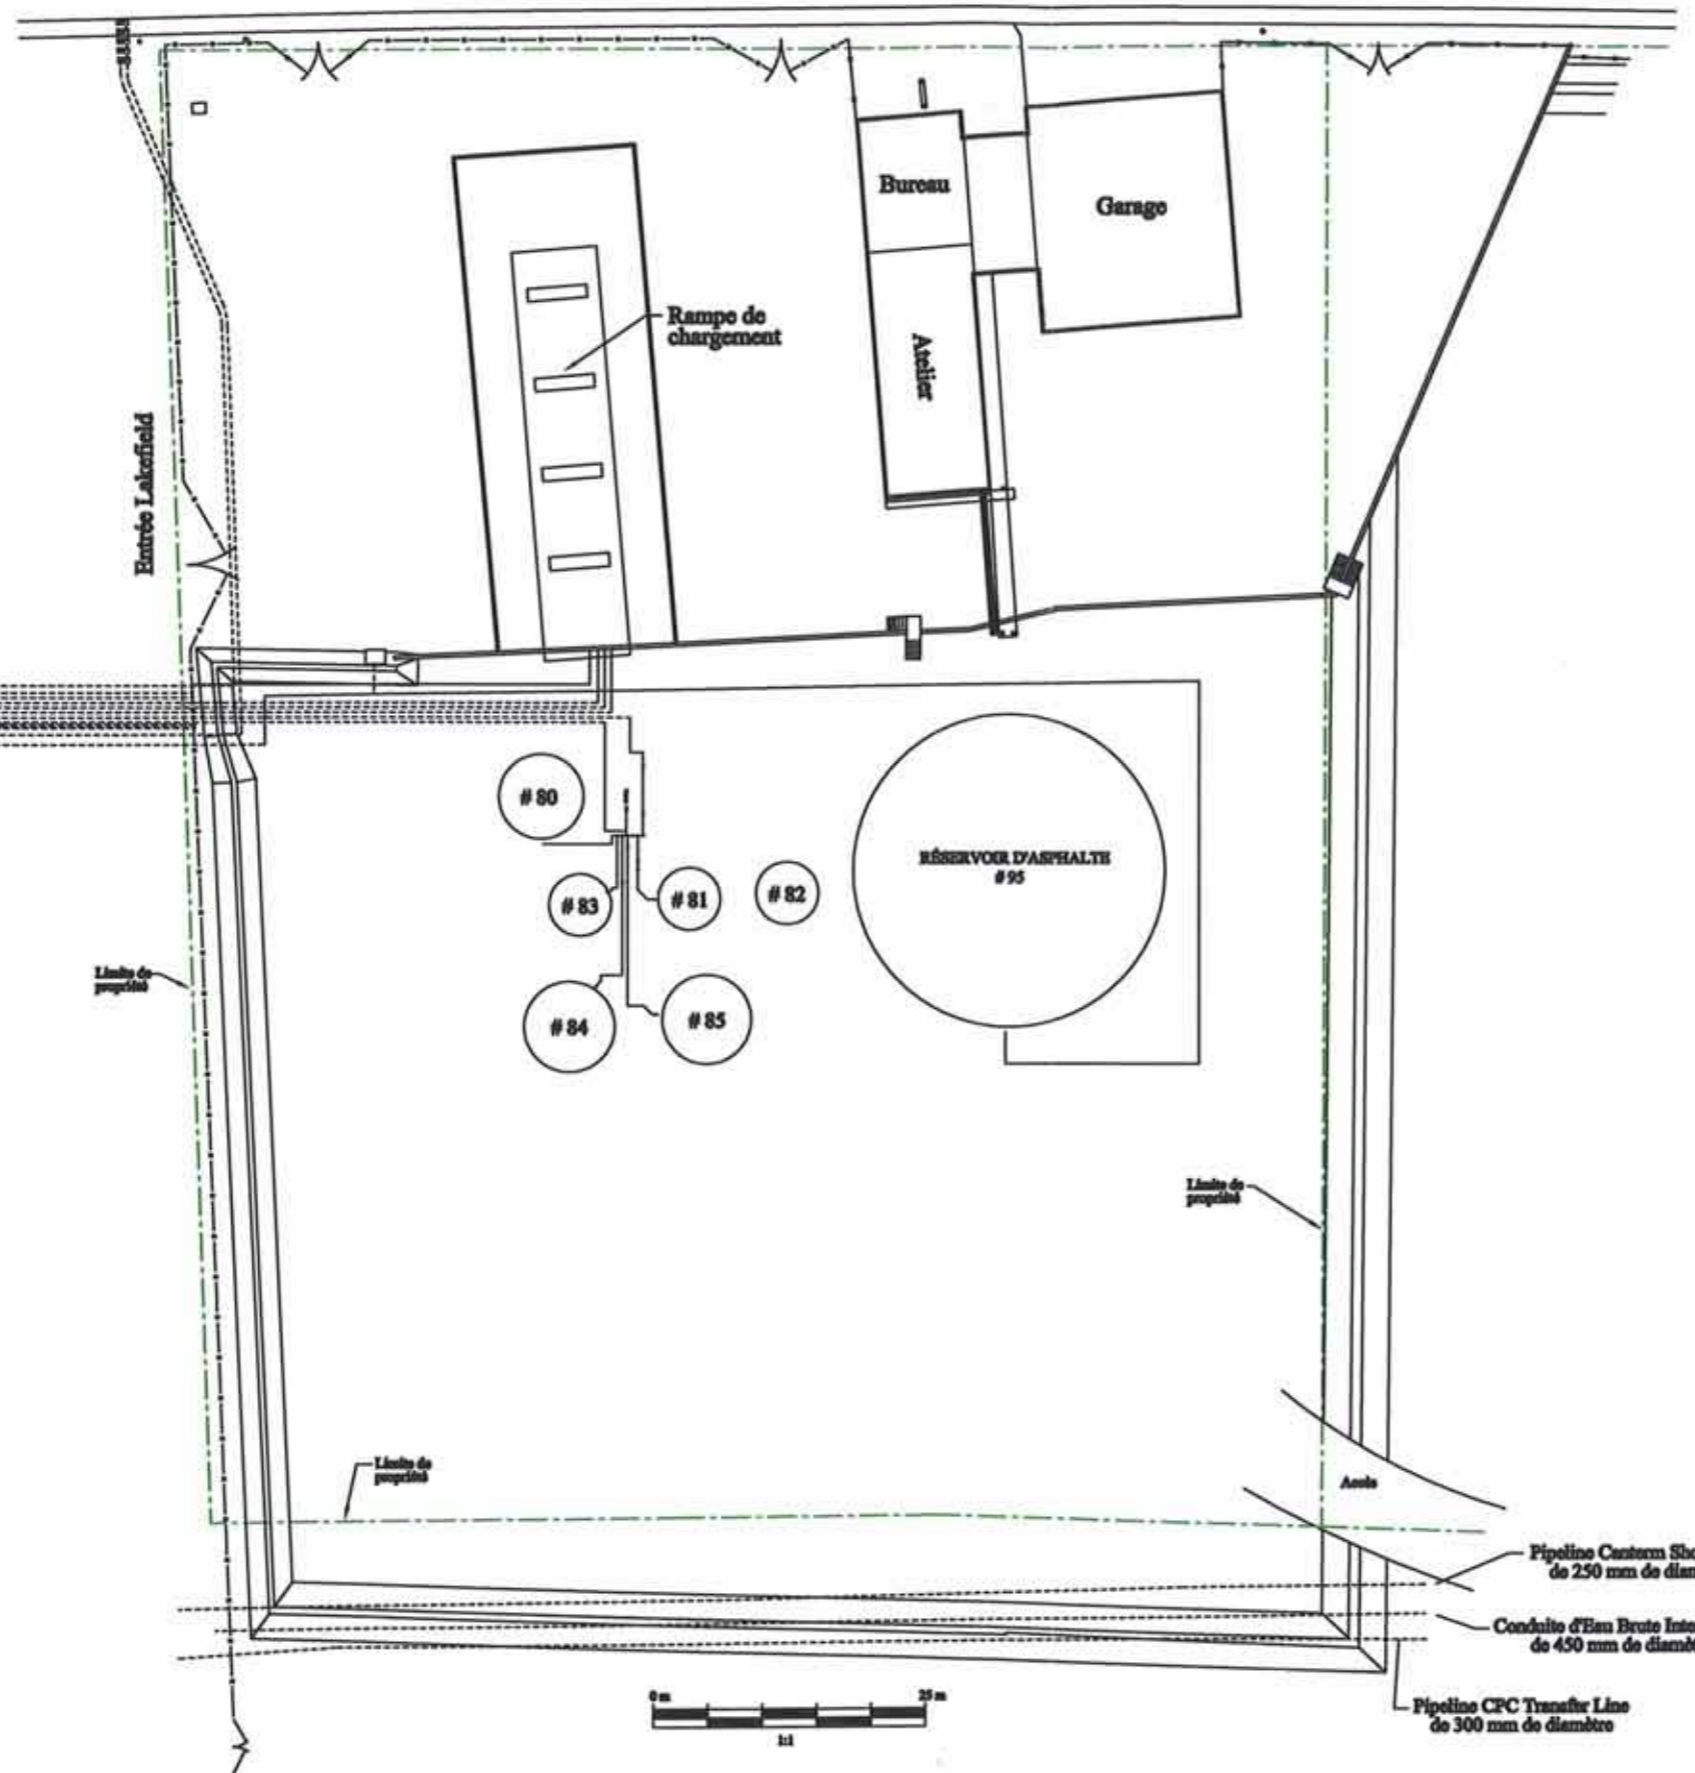 Bureau
Garage
Rampe de
chargement
Atelier
Entrée Lakefield
# 80
RÉSERVOIR D'ASPHALTE
# 95
# 83
# 81
# 82
Limite de
propriété
# 84
# 85
Limite de
propriété
Limite de
propriété
Accès
Pipeline Canterm Sho
de 250 mm de diam
Conduite d'Eau Brute Inte
de 450 mm de diamèt
0 m
25 m
1:1
Pipeline CPC Transfer Line
de 300 mm de diamètre